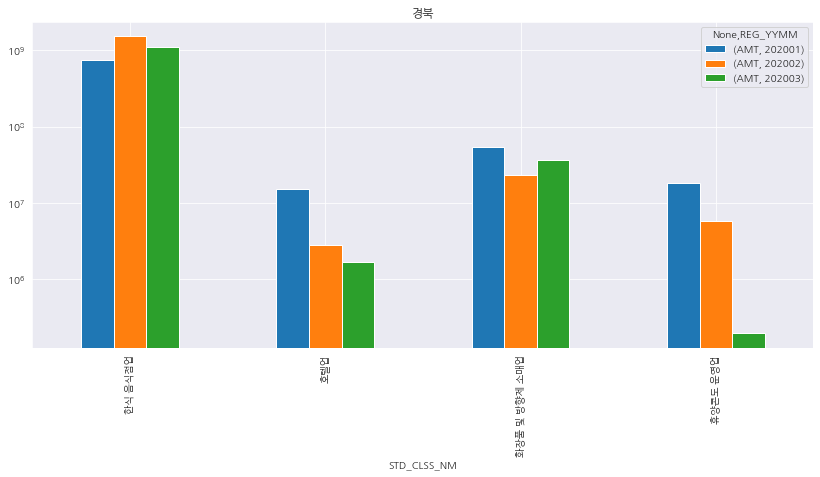 경북
None,REG_YYMM
(AMT, 202001)
(AMT, 202002)
(AMT, 202003)
10⁹
10⁸
10⁷
10⁶
한식 음식점업
호텔업
화장품 및 방향제 소매업
휴양콘도 운영업
STD_CLSS_NM